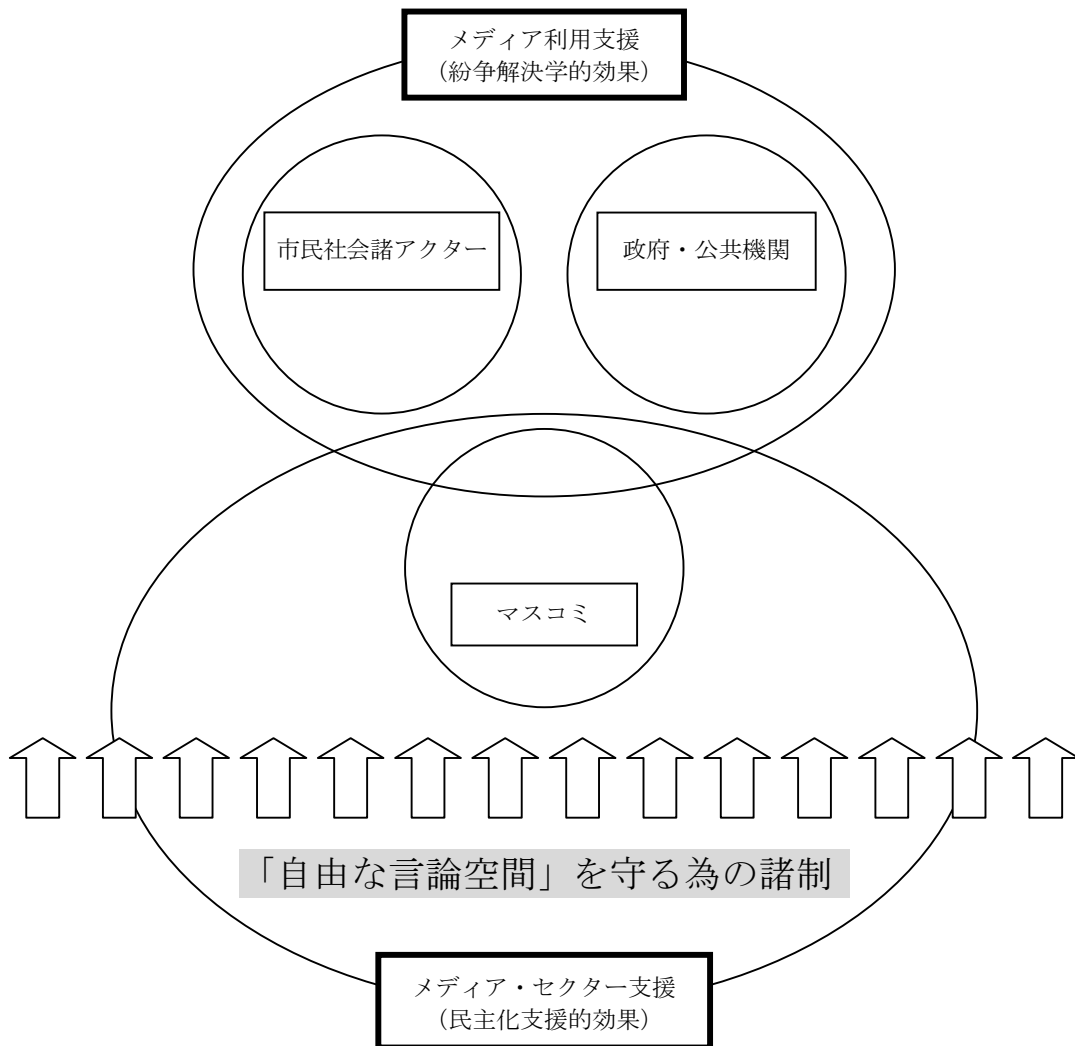 メディア利用支援
（紛争解決学的効果）
市民社会諸アクター
政府・公共機関
マスコミ
「自由な言論空間」を守る為の諸制
メディア・セクター支援
（民主化支援的効果）